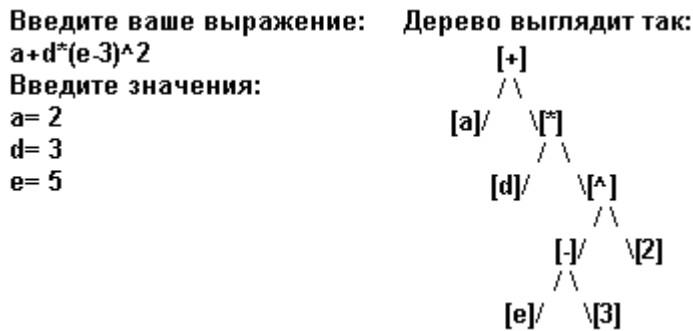 Введите ваше выражение:
a+d*(e-3)^2
Введите значения:
a= 2
d= 3
e= 5
Дерево выглядит так:
[+]
/ \
[a]/ \[*]
/ \
[d]/ \[^]
/ \
[-]/ \[2]
/ \
[e]/ \[3]